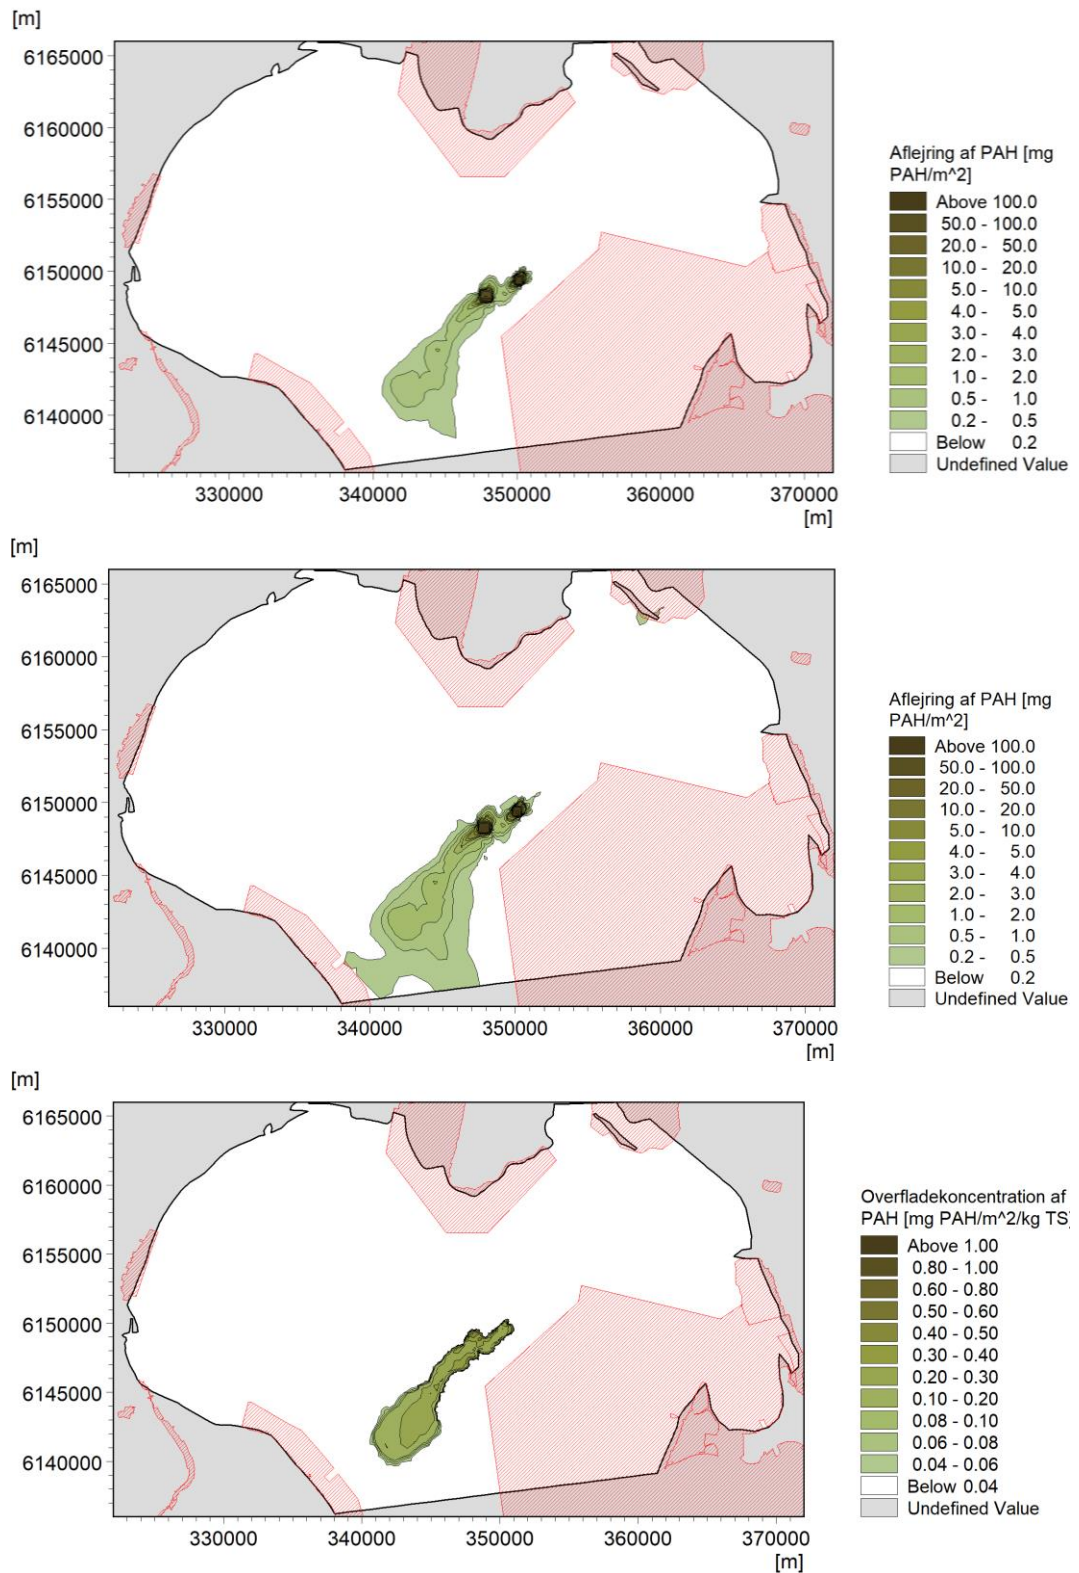 [m]
6165000
6160000
6155000
6150000
6145000
6140000
330000 340000 350000 360000 370000
[m]
Aflejring af PAH [mg
PAH/m^2]
Above 100.0
50.0 - 100.0
20.0 - 50.0
10.0 - 20.0
5.0 - 10.0
4.0 - 5.0
3.0 - 4.0
2.0 - 3.0
1.0 - 2.0
0.5 - 1.0
0.2 - 0.5
Below 0.2
Undefined Value
[m]
6165000
6160000
6155000
6150000
6145000
6140000
330000 340000 350000 360000 370000
[m]
Aflejring af PAH [mg
PAH/m^2]
Above 100.0
50.0 - 100.0
20.0 - 50.0
10.0 - 20.0
5.0 - 10.0
4.0 - 5.0
3.0 - 4.0
2.0 - 3.0
1.0 - 2.0
0.5 - 1.0
0.2 - 0.5
Below 0.2
Undefined Value
[m]
6165000
6160000
6155000
6150000
6145000
6140000
330000 340000 350000 360000 370000
[m]
Overfladekoncentration af
PAH [mg PAH/m^2/kg TS]
Above 1.00
0.80 - 1.00
0.60 - 0.80
0.50 - 0.60
0.40 - 0.50
0.30 - 0.40
0.20 - 0.30
0.10 - 0.20
0.08 - 0.10
0.06 - 0.08
0.04 - 0.06
Below 0.04
Undefined Value